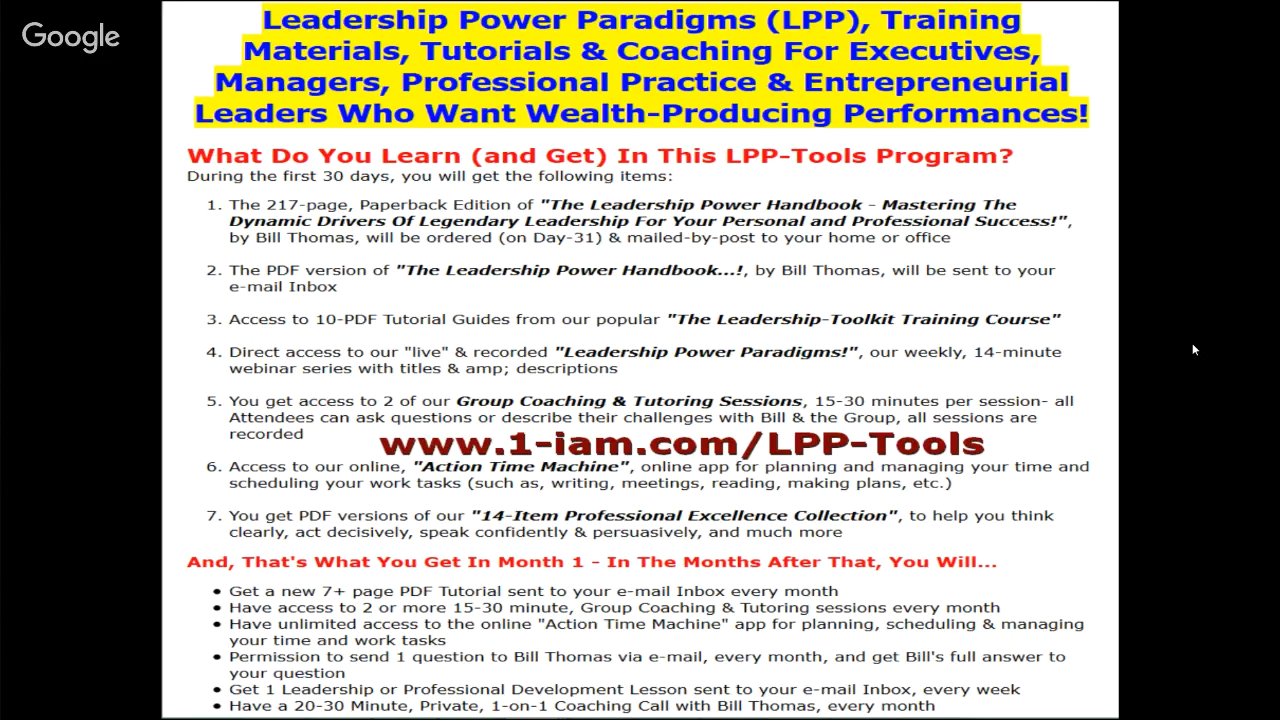 Google
Leadership Power Paradigms (LPP), Training
Materials, Tutorials & Coaching For Executives,
Managers, Professional Practice & Entrepreneurial
Leaders Who Want Wealth-Producing Performances!
What Do You Learn (and Get) In This LPP-Tools Program?
During the first 30 days, you will get the following items:
1. The 217-page, Paperback Edition of "The Leadership Power Handbook - Mastering The
Dynamic Drivers Of Legendary Leadership For Your Personal and Professional Success!",
by Bill Thomas, will be ordered (on Day-31) & mailed-by-post to your home or office
2. The PDF version of "The Leadership Power Handbook...!, by Bill Thomas, will be sent to your
e-mail Inbox
3. Access to 10-PDF Tutorial Guides from our popular "The Leadership-Toolkit Training Course"
4. Direct access to our "live" & recorded "Leadership Power Paradigms!", our weekly, 14-minute
webinar series with titles & amp; descriptions
5. You get access to 2 of our Group Coaching & Tutoring Sessions, 15-30 minutes per session- all
Attendees can ask questions or describe their challenges with Bill & the Group, all sessions are
recorded
www.1-iam.com/LPP-Tools
6. Access to our online, "Action Time Machine", online app for planning and managing your time and
scheduling your work tasks (such as, writing, meetings, reading, making plans, etc.)
7. You get PDF versions of our "14-Item Professional Excellence Collection", to help you think
clearly, act decisively, speak confidently & persuasively, and much more
And, That's What You Get In Month 1 - In The Months After That, You Will...
• Get a new 7+ page PDF Tutorial sent to your e-mail Inbox every month
• Have access to 2 or more 15-30 minute, Group Coaching & Tutoring sessions every month
• Have unlimited access to the online "Action Time Machine" app for planning, scheduling & managing
your time and work tasks
• Permission to send 1 question to Bill Thomas via e-mail, every month, and get Bill's full answer to
your question
• Get 1 Leadership or Professional Development Lesson sent to your e-mail Inbox, every week
• Have a 20-30 Minute, Private, 1-on-1 Coaching Call with Bill Thomas, every month